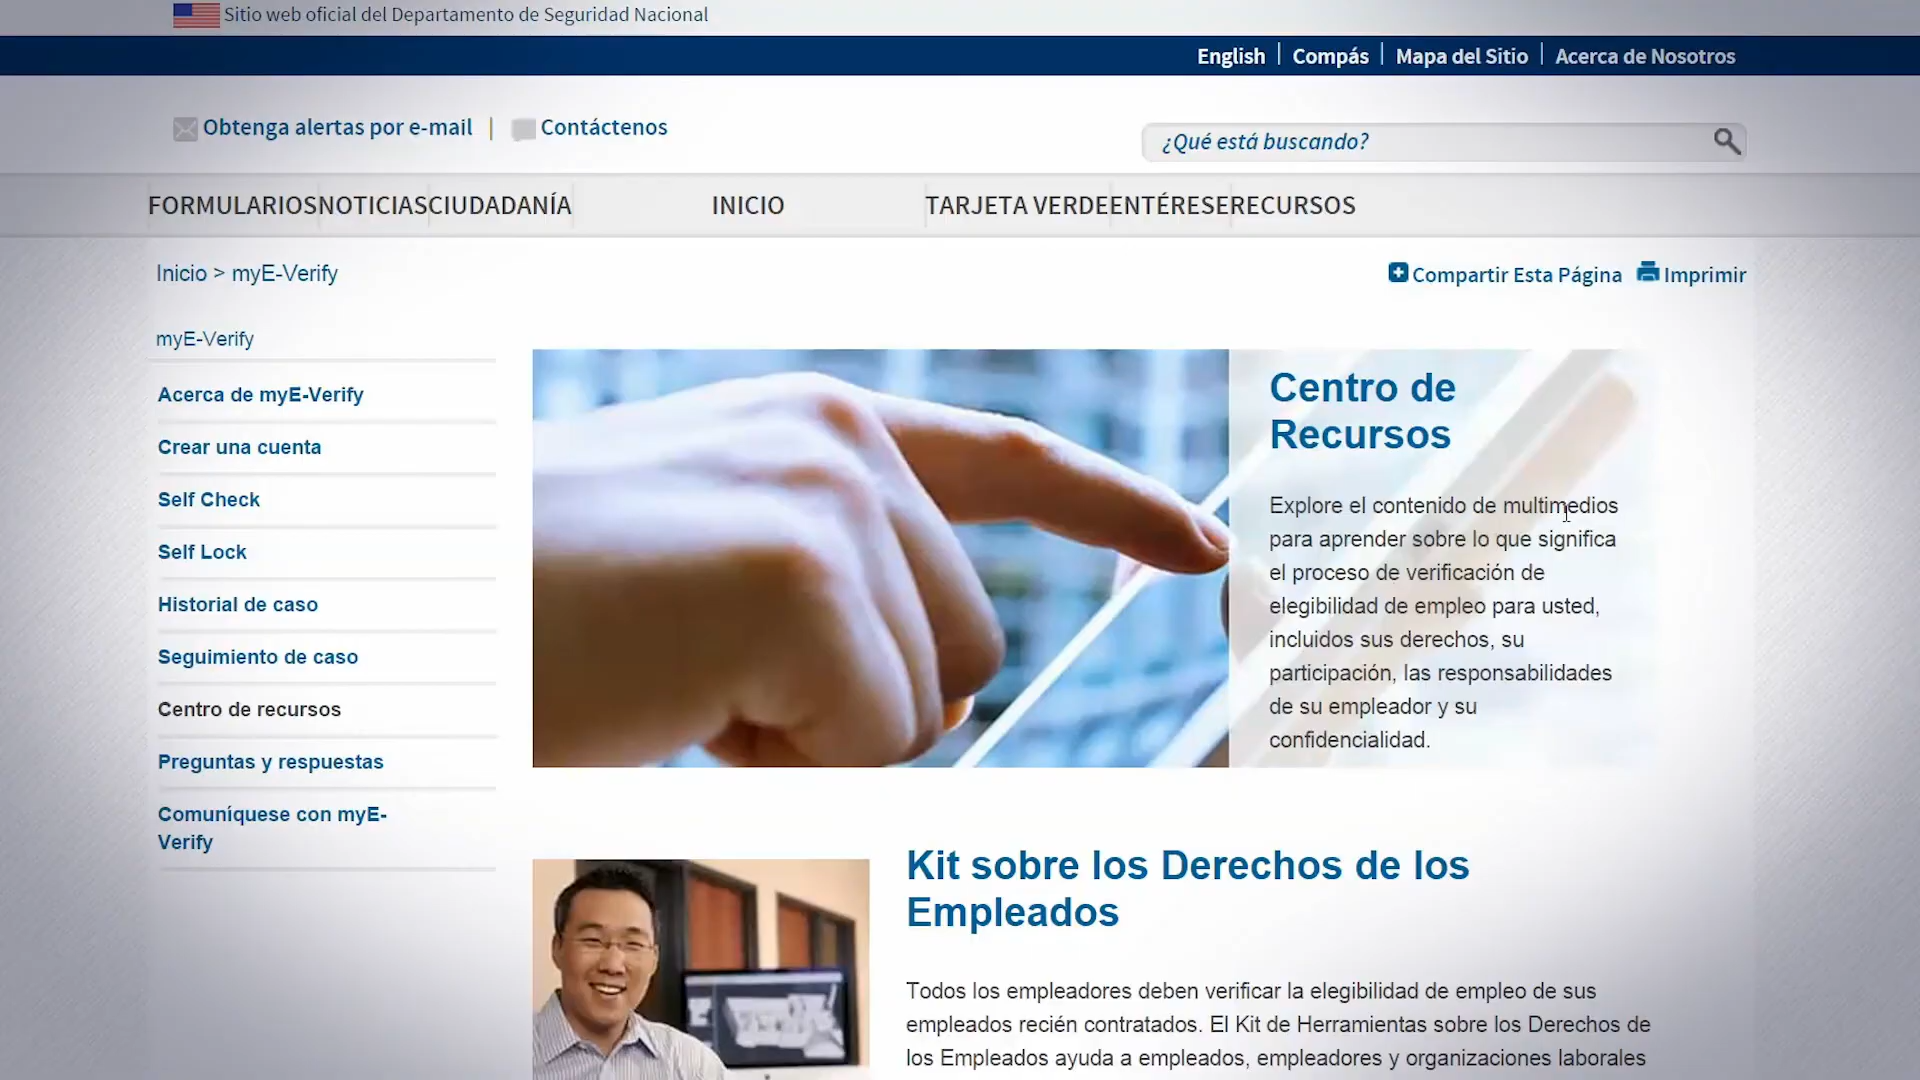 Sitio web oficial del Departamento de Seguridad Nacional
English
Compás
Mapa del Sitio
Acerca de Nosotros
Obtenga alertas por e-mail
Contáctenos
¿Qué está buscando?
FORMULARIOS
NOTICIAS
CIUDADANÍA
INICIO
TARJETA VERDE
ENTÉRESE
RECURSOS
Inicio > myE-Verify
Compartir Esta Página
Imprimir
myE-Verify
Acerca de myE-Verify
Crear una cuenta
Self Check
Self Lock
Historial de caso
Seguimiento de caso
Centro de recursos
Preguntas y respuestas
Comuníquese con myE-
Verify
Centro de
Recursos
Explore el contenido de multimedios
para aprender sobre lo que significa
el proceso de verificación de
elegibilidad de empleo para usted,
incluidos sus derechos, su
participación, las responsabilidades
de su empleador y su
confidencialidad.
Kit sobre los Derechos de los
Empleados
Todos los empleadores deben verificar la elegibilidad de empleo de sus
empleados recién contratados. El Kit de Herramientas sobre los Derechos de
los Empleados ayuda a empleados, empleadores y organizaciones laborales